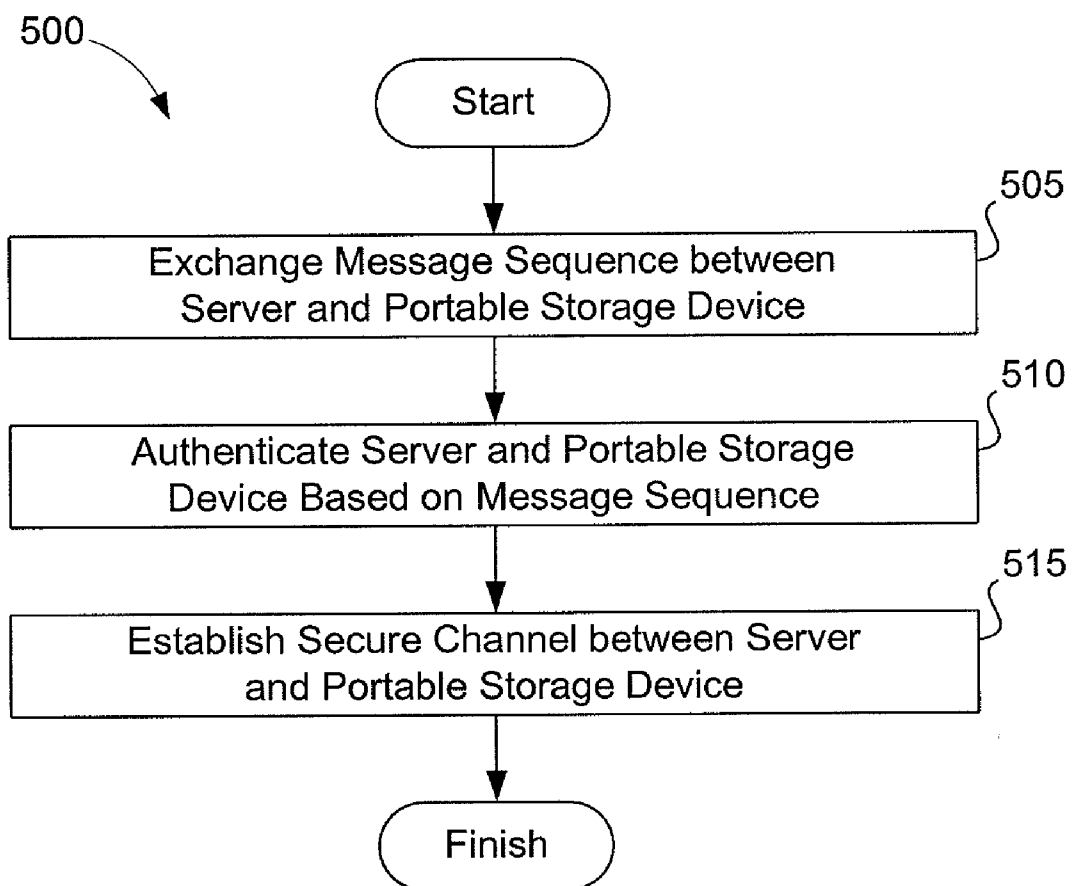 500
Start
505
Exchange Message Sequence between
Server and Portable Storage Device
510
Authenticate Server and Portable Storage
Device Based on Message Sequence
515
Establish Secure Channel between Server
and Portable Storage Device
Finish